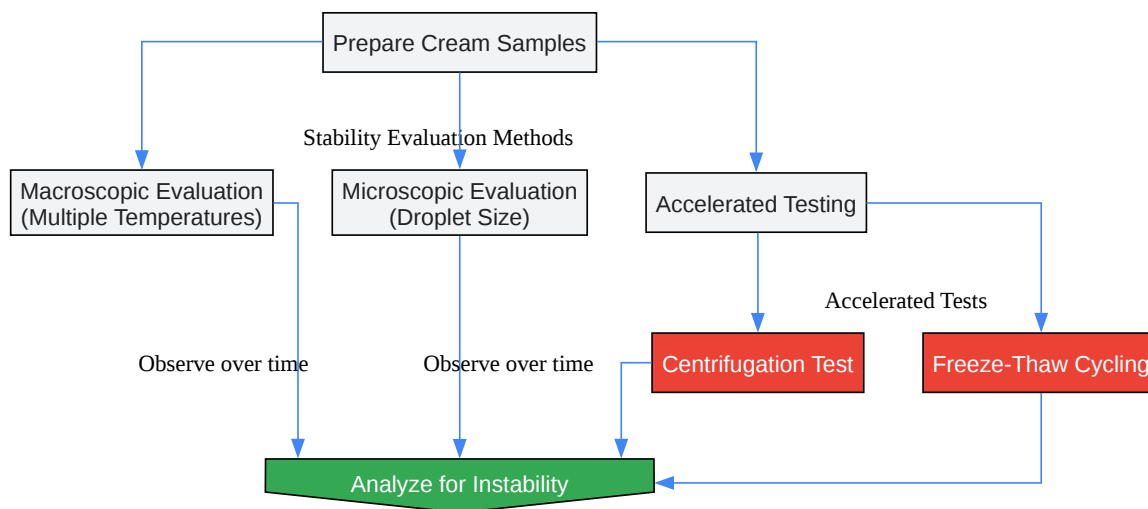 Prepare Cream Samples
Stability Evaluation Methods
Macroscopic Evaluation
(Multiple Temperatures)
Microscopic Evaluation
(Droplet Size)
Accelerated Testing
Accelerated Tests
Observe over time
Observe over time
Centrifugation Test
Freeze-Thaw Cycling
Analyze for Instability